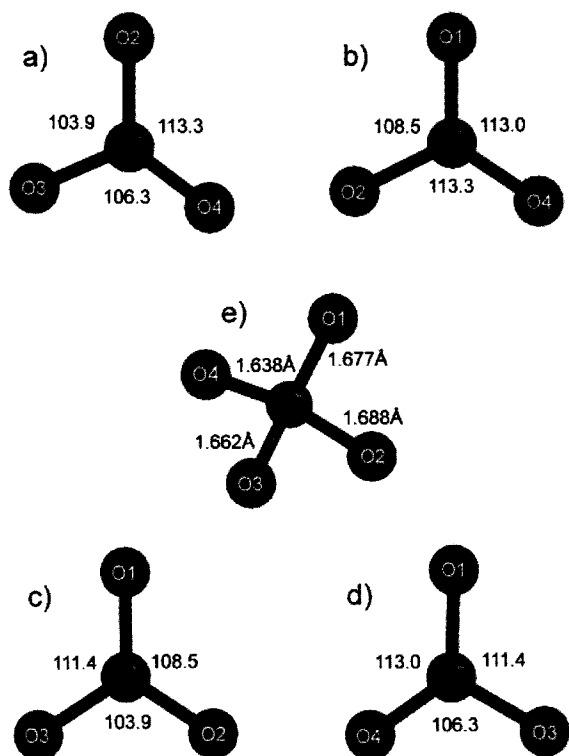 a)
O2
103.9 113.3
O3
106.3
O4
b)
O1
108.5 113.0
O2
113.3
O4
e)
O1
O4
1.638Å
1.677Å
1.688Å
1.662Å
O2
O3
c)
O1
111.4 108.5
O3
103.9
O2
d)
O1
113.0 111.4
O4
106.3
O3